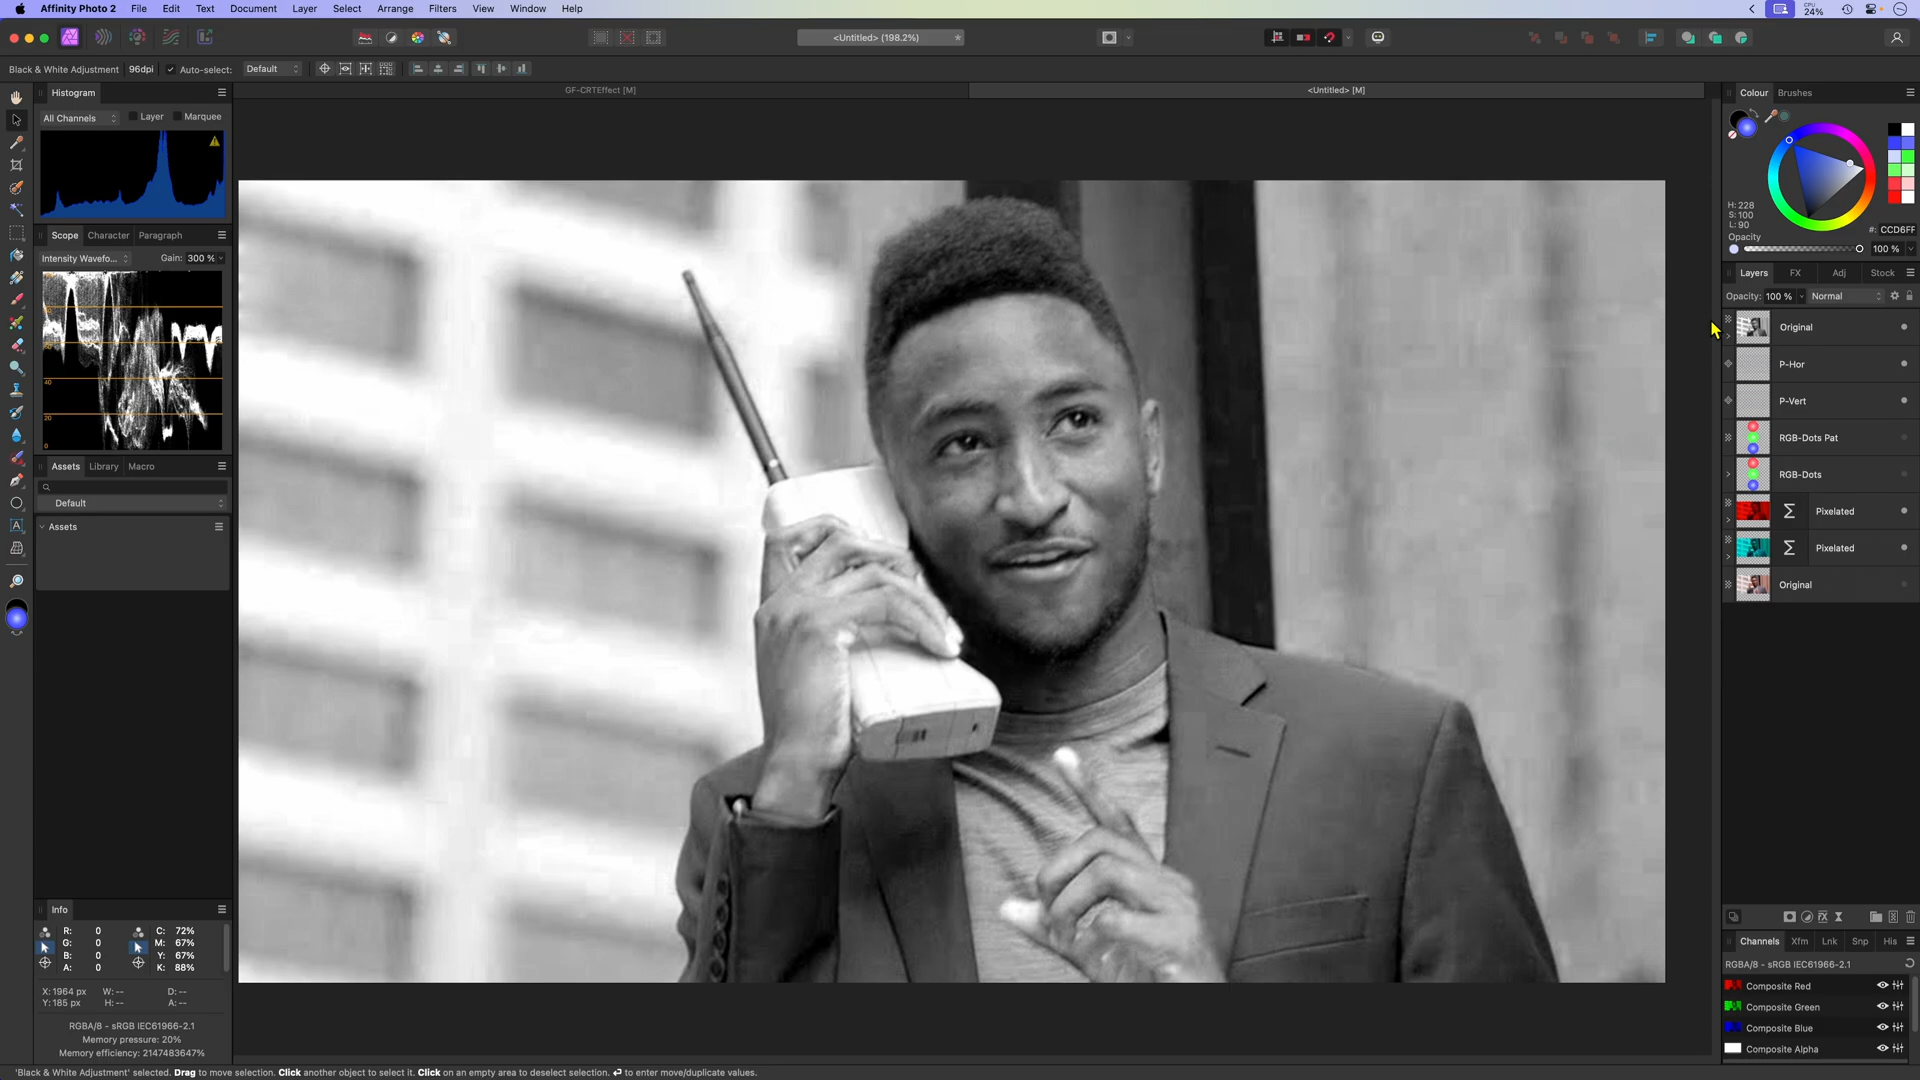 Affinity Photo 2 File Edit Text Document Layer Select Arrange Filters View Window Help
CPU
24%
<Untitled> (198.2%)
Black & White Adjustment 96dpi Auto-select: Default
Histogram
All Channels Layer Marquee
Scope Character Paragraph
Intensity Wavefo... Gain: 300 %
40
20
0
Assets Library Macro
Default
Assets
Info
R: 0 C: 72%
G: 0 M: 67%
B: 0 Y: 67%
A: 0 K: 88%
X: 1964 px W: -- D: --
Y: 185 px H: -- A: --
RGBA/8 - sRGB IEC61966-2.1
Memory pressure: 20%
Memory efficiency: 2147483647%
GF-CRTEffect [M] <Untitled> [M]
Colour Brushes
H: 228
S: 100
L: 90
#: CCD6FF
Opacity
100 %
Layers FX Adj Stock
Opacity: 100 % Normal
Original
P-Hor
P-Vert
RGB-Dots Pat
RGB-Dots
Pixelated
Pixelated
Original
Channels Xfm Lnk Snp His
RGBA/8 - sRGB IEC61966-2.1
Composite Red
Composite Green
Composite Blue
Composite Alpha
'Black & White Adjustment' selected. Drag to move selection. Click another object to select it. Click on an empty area to deselect selection. ⏎ to enter move/duplicate values.